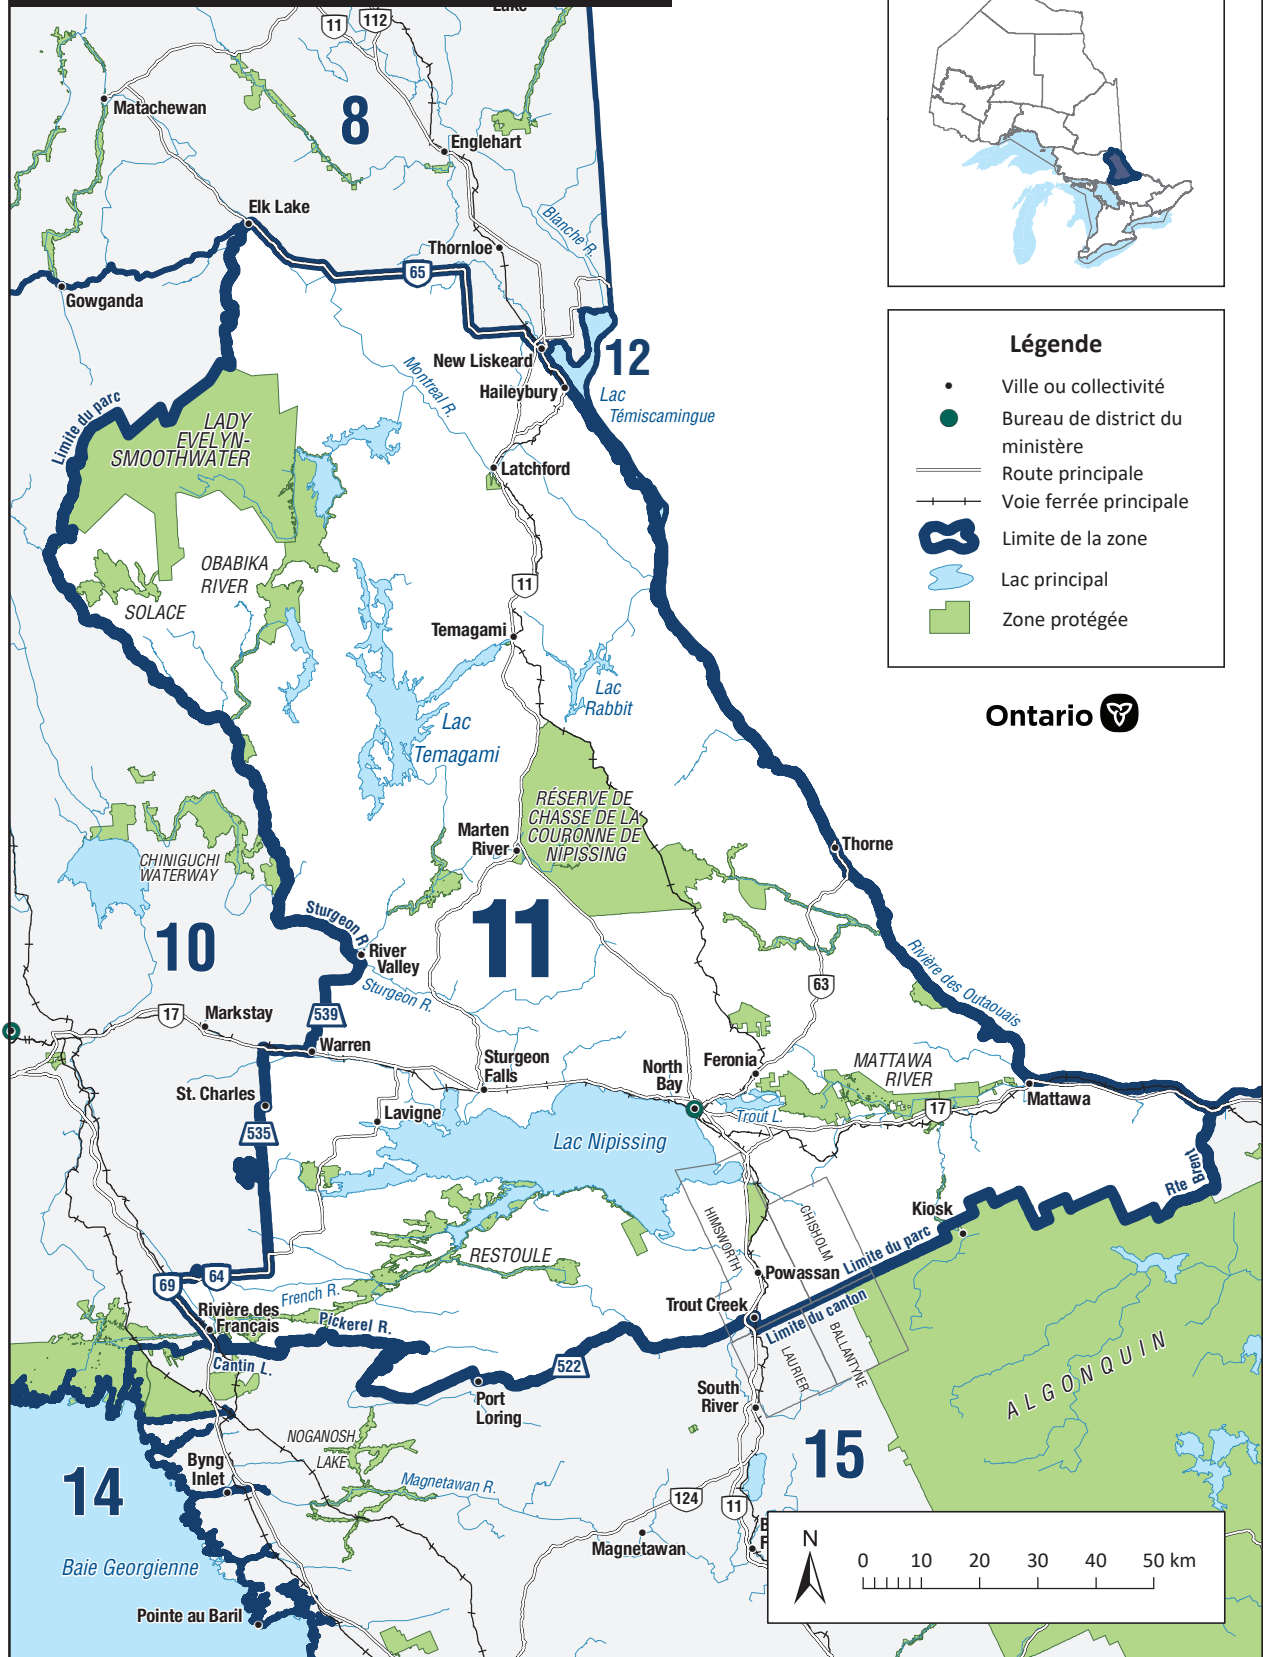 Lake
11
112
Matachewan
8
Englehart
Elk Lake
Thornloe
Blanche R.
65
Gowganda
12
New Liskeard
Haileybury
Montreal R.
Lac
Témiscamingue
Limite du parc
LADY
EVELYN-
SMOOTHWATER
Latchford
OBABIKA
RIVER
SOLACE
11
Temagami
Lac
Rabbit
Lac
Temagami
RÉSERVE DE
CHASSE DE LA
COURONNE DE
NIPISSING
Marten
River
Thorne
CHINIGUCHI
WATERWAY
10
11
Sturgeon R.
River
Valley
Sturgeon R.
Rivière des Outaouais
63
17
Markstay
539
Warren
Sturgeon
Falls
North
Bay
Feronia
MATTAWA
RIVER
St. Charles
Lavigne
Trout L.
17
Mattawa
535
Lac Nipissing
Rte Brent
HIMSWORTH
CHISHOLM
Kiosk
RESTOULE
Limite du parc
Powassan
69
64
French R.
Rivière des
Français
Pickerel R.
Trout Creek
Limite du canton
Cantin L.
522
LAURIER
BALLANTYNE
Port
Loring
South
River
ALGONQUIN
NOGANOSH
LAKE
15
Byng
Inlet
14
Magnetawan R.
124
11
Magnetawan
Baie Georgienne
Pointe au Baril
Légende
Ville ou collectivité
Bureau de district du
ministère
Route principale
Voie ferrée principale
Limite de la zone
Lac principal
Zone protégée
Ontario
N
0 10 20 30 40 50 km